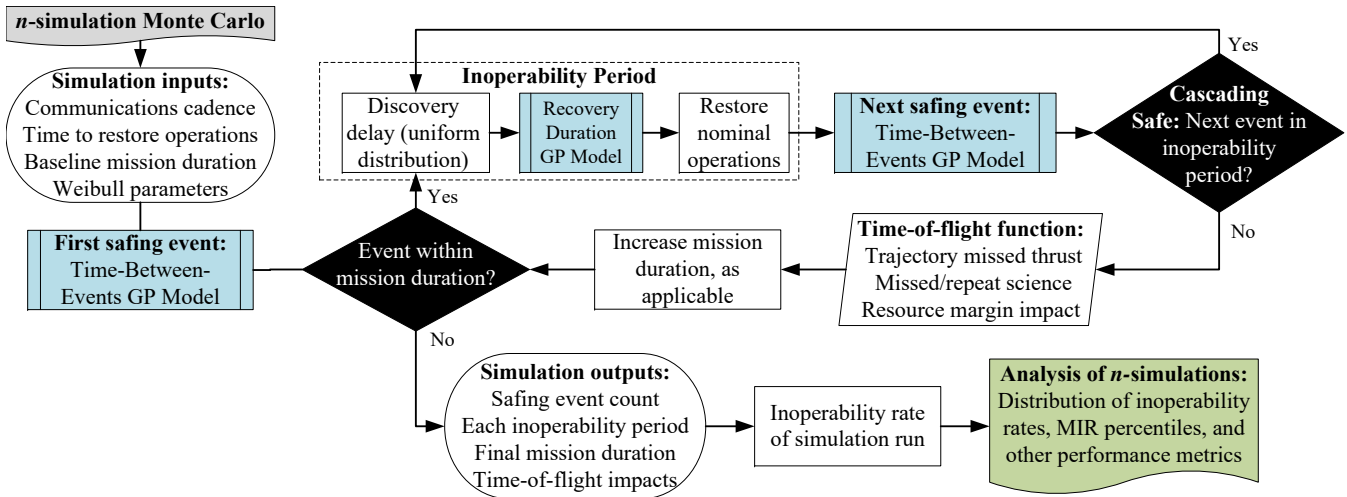 n-simulation Monte Carlo
Simulation inputs:
Communications cadence
Time to restore operations
Baseline mission duration
Weibull parameters
First safing event:
Time-Between-
Events GP Model
Event within
mission duration?
Yes
No
Inoperability Period
Discovery
delay (uniform
distribution)
Recovery
Duration
GP Model
Restore
nominal
operations
Next safing event:
Time-Between-
Events GP Model
Cascading
Safe: Next event in
inoperability
period?
Yes
No
Time-of-flight function:
Trajectory missed thrust
Missed/repeat science
Resource margin impact
Increase mission
duration, as
applicable
Simulation outputs:
Safing event count
Each inoperability period
Final mission duration
Time-of-flight impacts
Inoperability rate
of simulation run
Analysis of n-simulations:
Distribution of inoperability
rates, MIR percentiles, and
other performance metrics